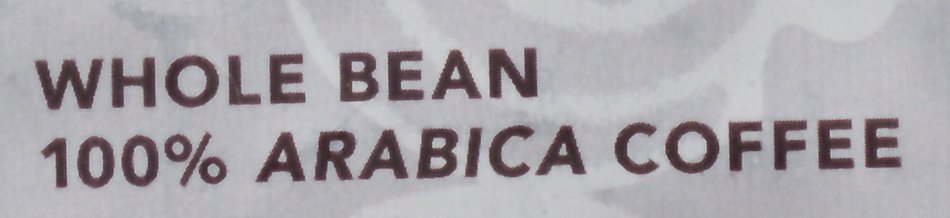 WHOLE BEAN
100% ARABICA COFFEE